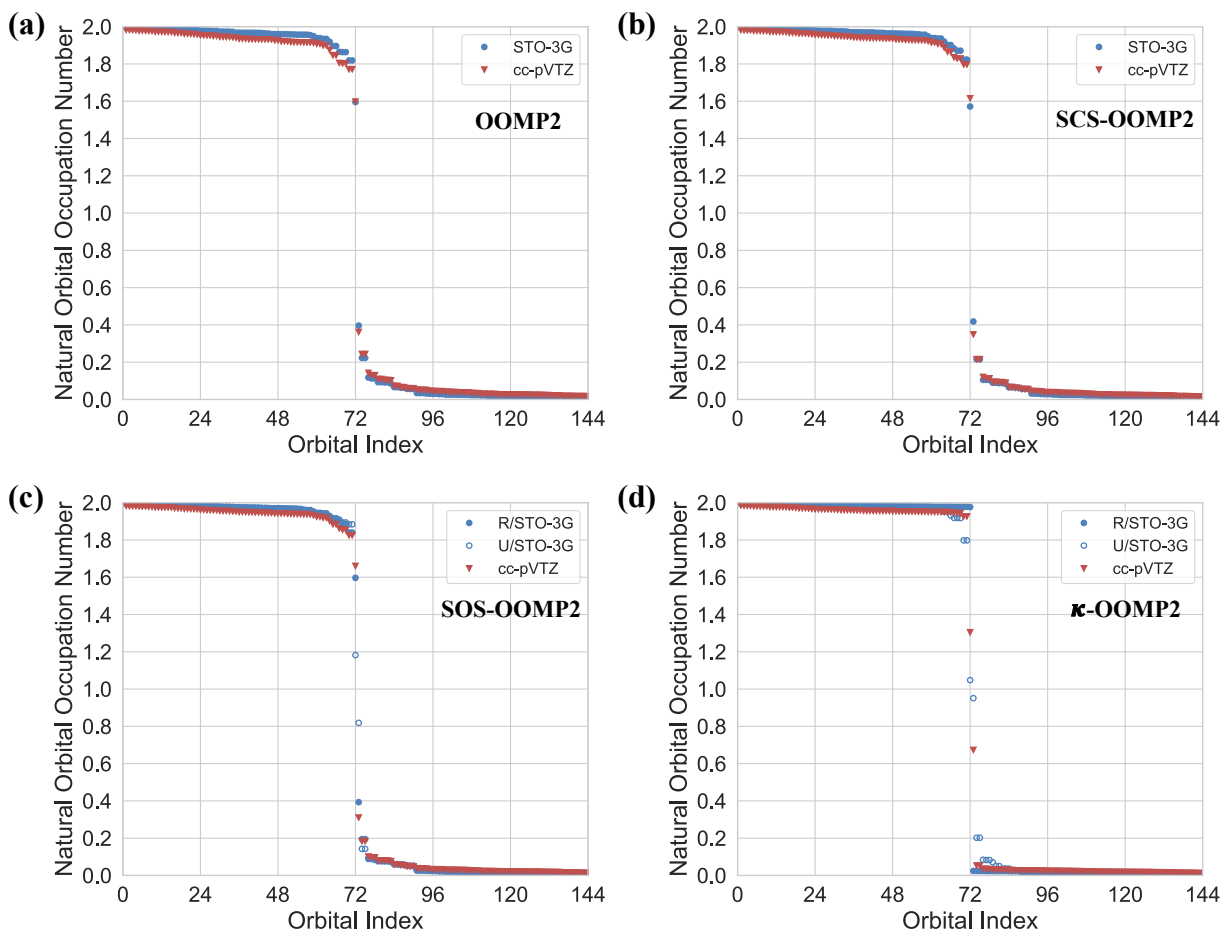 (a)
Natural Orbital Occupation Number
2.0
1.8
1.6
1.4
1.2
1.0
0.8
0.6
0.4
0.2
0.0
STO-3G
cc-pVTZ
OOMP2
0 24 48 72 96 120 144
Orbital Index
(b)
Natural Orbital Occupation Number
2.0
1.8
1.6
1.4
1.2
1.0
0.8
0.6
0.4
0.2
0.0
STO-3G
cc-pVTZ
SCS-OOMP2
0 24 48 72 96 120 144
Orbital Index
(c)
Natural Orbital Occupation Number
2.0
1.8
1.6
1.4
1.2
1.0
0.8
0.6
0.4
0.2
0.0
R/STO-3G
U/STO-3G
cc-pVTZ
SOS-OOMP2
0 24 48 72 96 120 144
Orbital Index
(d)
Natural Orbital Occupation Number
2.0
1.8
1.6
1.4
1.2
1.0
0.8
0.6
0.4
0.2
0.0
R/STO-3G
U/STO-3G
cc-pVTZ
κ-OOMP2
0 24 48 72 96 120 144
Orbital Index